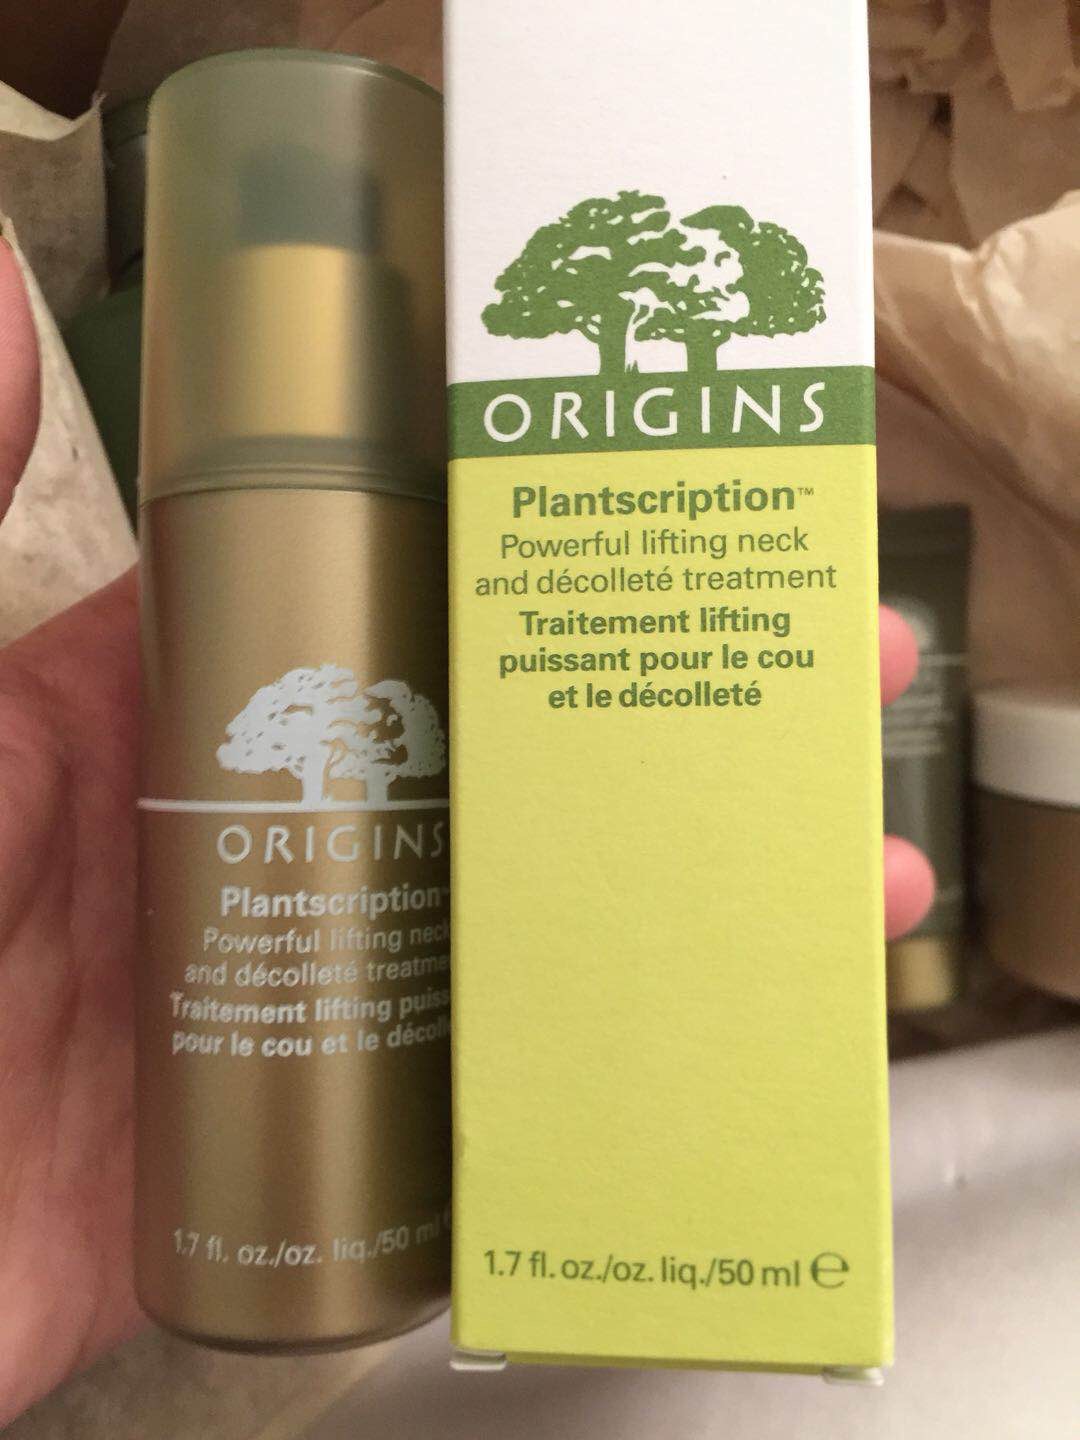 ORIGINS
Plantscription™
Powerful lifting neck
and décolleté treatment
Traitement lifting
puissant pour le cou
et le décolleté
1.7 fl. oz./oz. liq./50 ml ℮
ORIGINS
Plantscription
Powerful lifting
and décolleté
Traitement lifting
pour le cou et le
1.7 fl. oz./oz. liq./50 ml